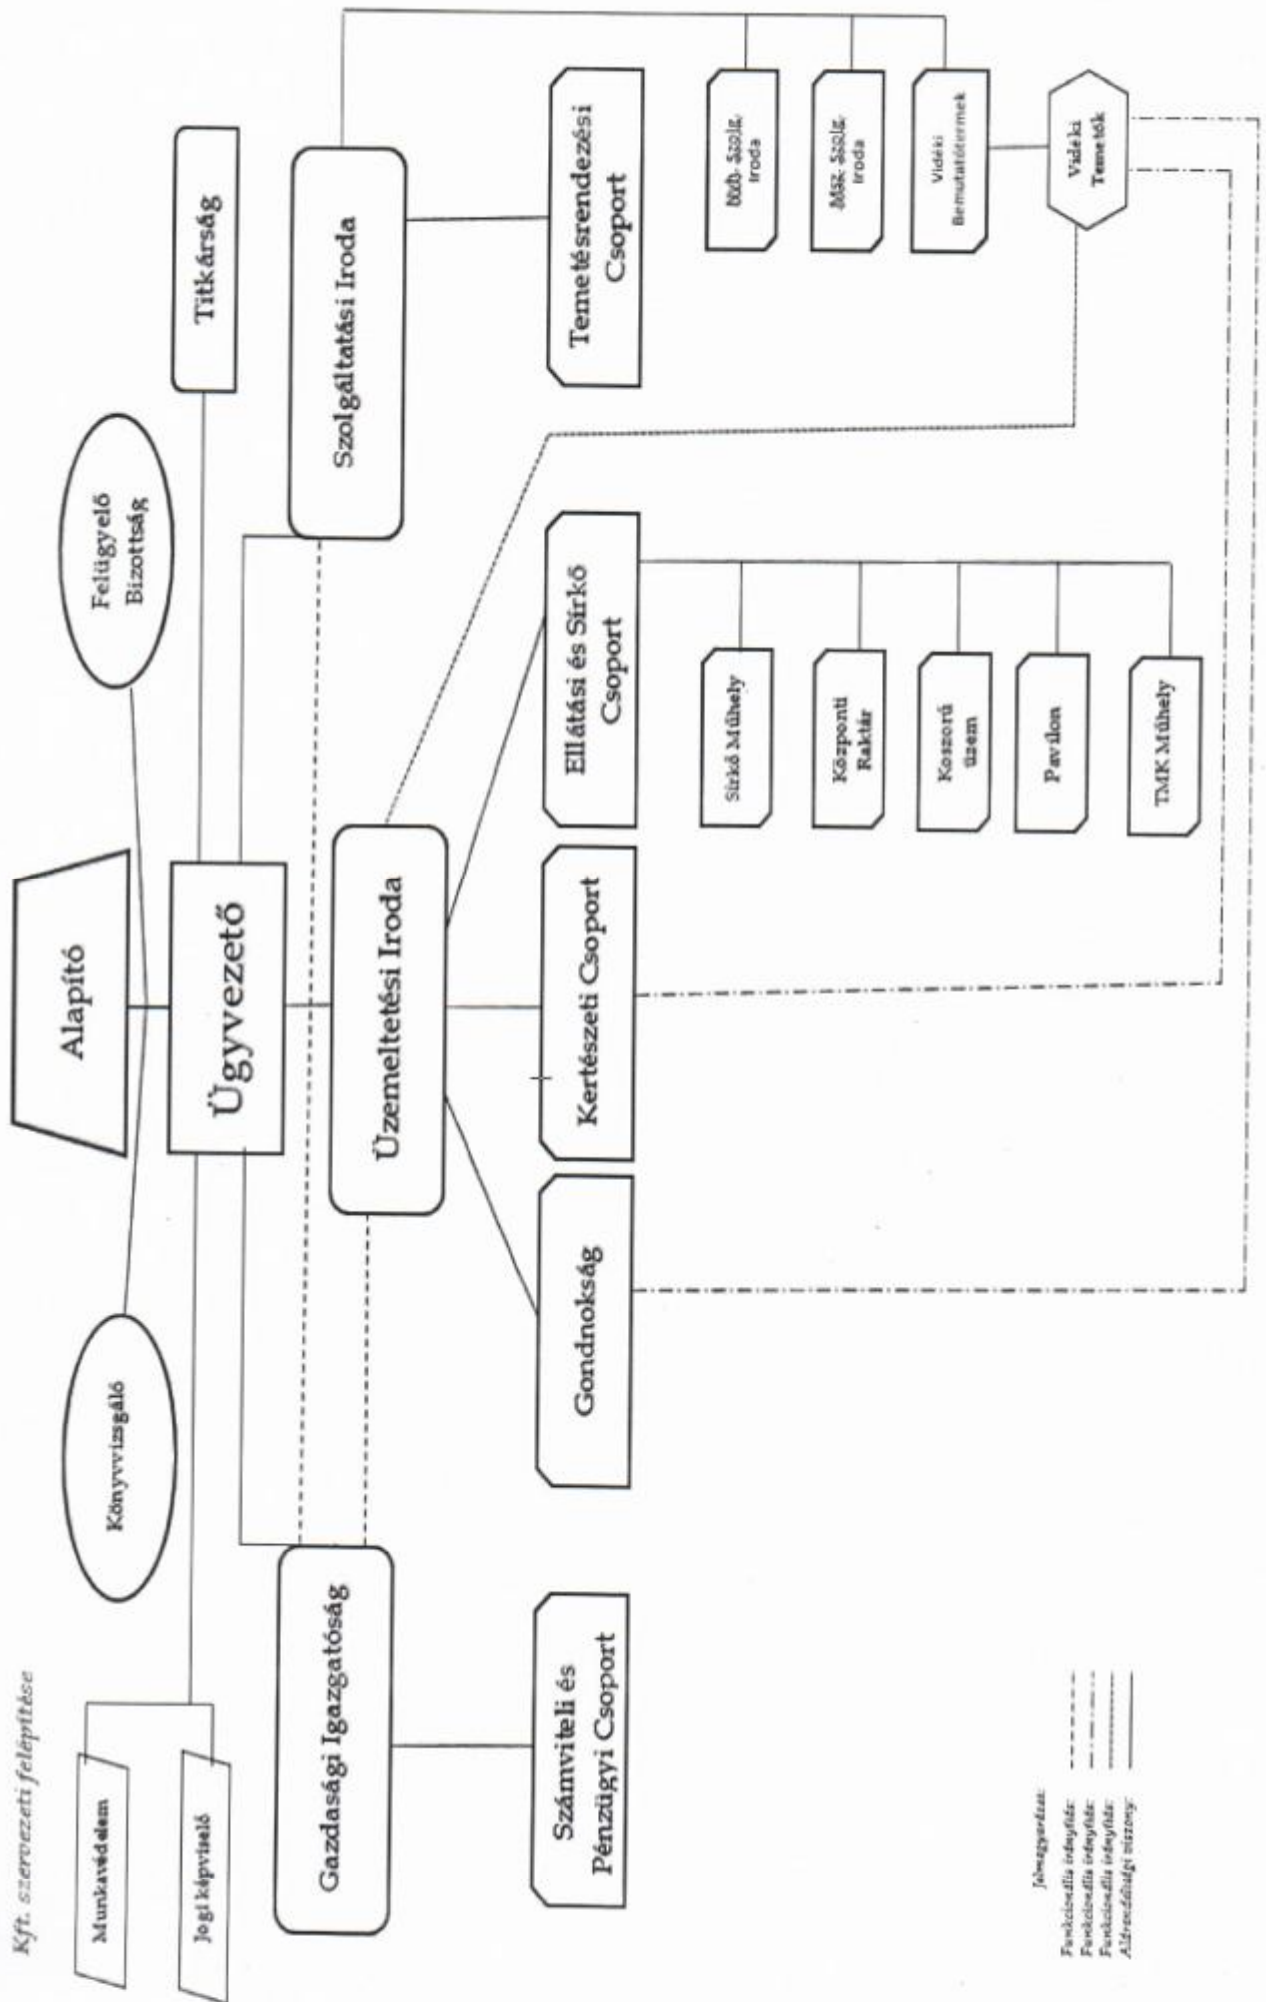 Kft. szervezeti felépítése
Alapító
Könyvvizsgáló
Felügyelő
Bizottság
Munkavédelem
Jogi képviselő
Ügyvezető
Titkárság
Gazdasági Igazgatóság
Üzemeltetési Iroda
Szolgáltatási Iroda
Számviteli és
Pénzügyi Csoport
Gondnokság
Kertészeti Csoport
Ellátási és Sírkő
Csoport
Temetésrendezési
Csoport
Sírkő Műhely
Központi
Raktár
Koszorú
üzem
Pavilon
TMK Műhely
Szolg.
Iroda
Szolg.
Iroda
Vidéki
Bemutatótermek
Vidéki
Temetők
Jelmagyarázat:
Funkcionális irányítás:
Funkcionális irányítás:
Funkcionális irányítás:
Alárendeltségi viszony: